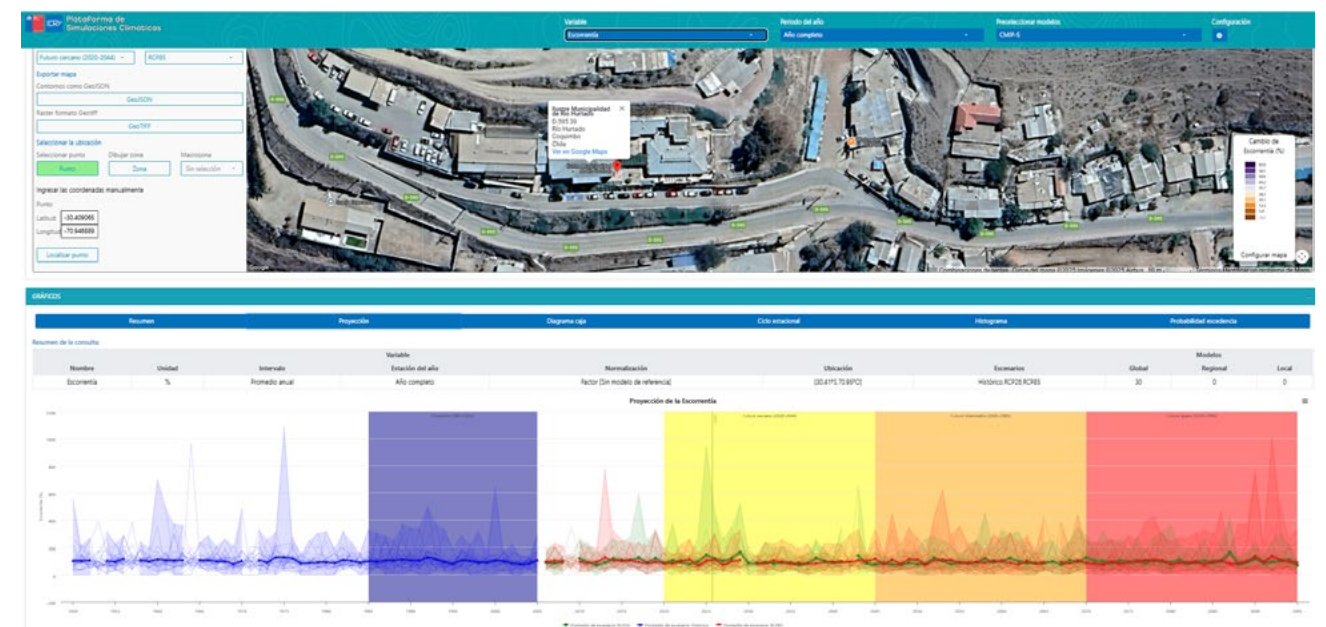 Plataforma de
Simulaciones Climáticas
Variable
Escorrentía
Periodo del año
Año completo
Preseleccionar modelos
CMIP-5
Configuración
Futuro cercano (2020-2044)
RCP85
Exportar mapa
Contornos como GeoJSON
GeoJSON
Raster formato Geotiff
GeoTIFF
Seleccionar la ubicación
Seleccionar punto
Dibujar zona
Macrozona
Punto
Zona
Sin selección
Ingresar las coordenadas manualmente
Punto
Latitud
-30.409065
Longitud
Localizar punto
Ilustre Municipalidad
de Río Hurtado
D-595 39
Río Hurtado
Coquimbo
Chile
Ver en Google Maps
D-595
Cambio de
Escorrentía (%)
Configurar mapa
GRÁFICOS
Resumen
Proyección
Diagrama caja
Ciclo estacional
Histograma
Probabilidad excedencia
Resumen de la consulta
Variable
Modelos
Nombre
Unidad
Intervalo
Estación del año
Normalización
Ubicación
Escenarios
Global
Regional
Local
Escorrentía
%
Promedio anual
Año completo
Factor [Sin modelo de referencia]
[30.41ºS,70.95ºO]
Histórico,RCP26,RCP85
30
0
0
Proyección de la Escorrentía